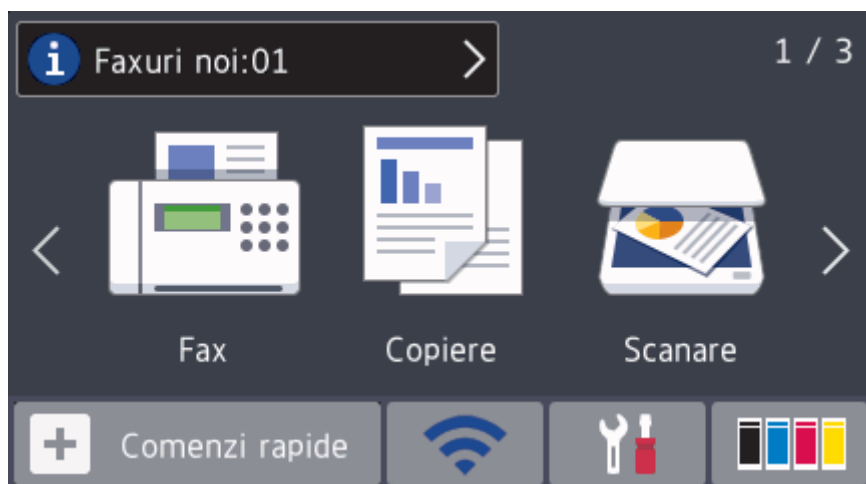 Faxuri noi:01
1 / 3
Fax
Copiere
Scanare
Comenzi rapide